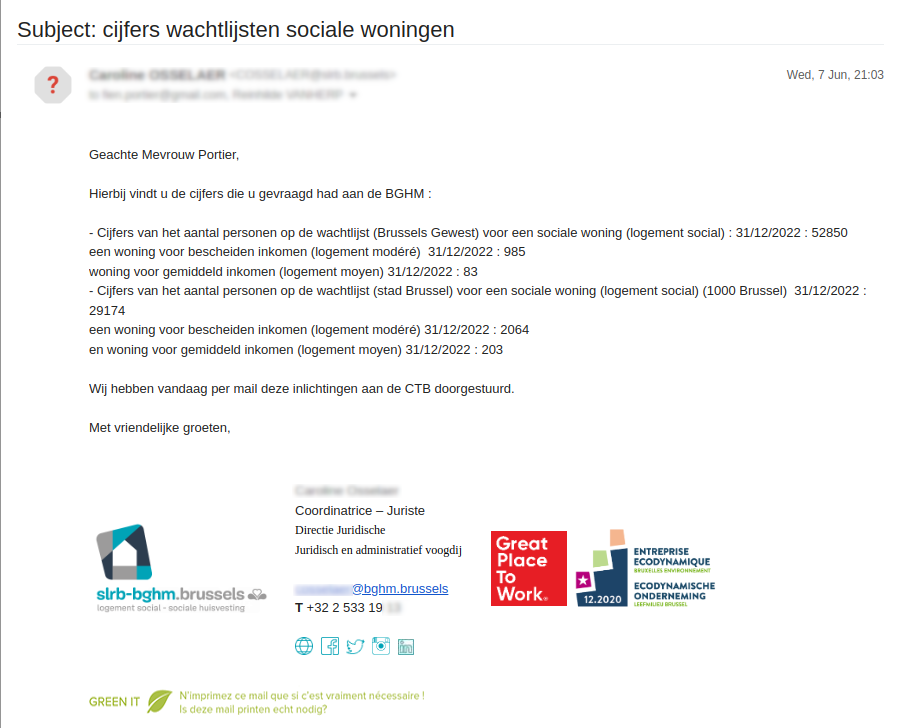 Subject: cijfers wachtlijsten sociale woningen
?
Wed, 7 Jun, 21:03
Geachte Mevrouw Portier,
Hierbij vindt u de cijfers die u gevraagd had aan de BGHM :
- Cijfers van het aantal personen op de wachtlijst (Brussels Gewest) voor een sociale woning (logement social) : 31/12/2022 : 52850
een woning voor bescheiden inkomen (logement modéré)  31/12/2022 : 985
woning voor gemiddeld inkomen (logement moyen) 31/12/2022 : 83
- Cijfers van het aantal personen op de wachtlijst (stad Brussel) voor een sociale woning (logement social) (1000 Brussel)  31/12/2022 :
29174
een woning voor bescheiden inkomen (logement modéré) 31/12/2022 : 2064
en woning voor gemiddeld inkomen (logement moyen) 31/12/2022 : 203
Wij hebben vandaag per mail deze inlichtingen aan de CTB doorgestuurd.
Met vriendelijke groeten,
Coordinatrice – Juriste
Directie Juridische
Juridisch en administratief voogdij
@bghm.brussels
T +32 2 533 19
slrb-bghm.brussels
logement social - sociale huisvesting
Great
Place
To
Work.
12.2020
ENTREPRISE
ECODYNAMIQUE
BRUXELLES ENVIRONNEMENT
ECODYNAMISCHE
ONDERNEMING
LEEFMILIEU BRUSSEL
GREEN IT
N'imprimez ce mail que si c'est vraiment nécessaire !
Is deze mail printen echt nodig?